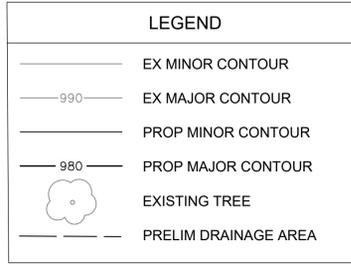 LEGEND
EX MINOR CONTOUR
990 EX MAJOR CONTOUR
PROP MINOR CONTOUR
980 PROP MAJOR CONTOUR
EXISTING TREE
PRELIM DRAINAGE AREA